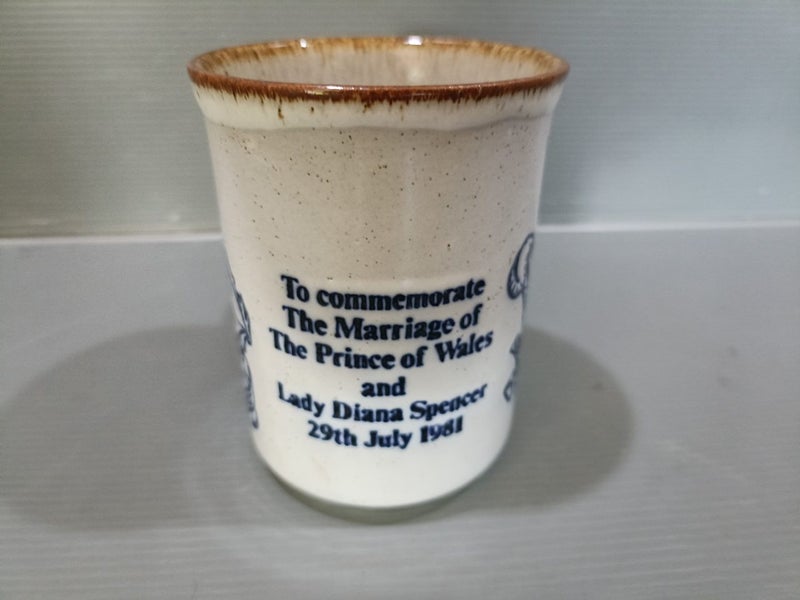 To commemorate
The Marriage of
The Prince of Wales
and
Lady Diana Spencer
29th July 1981